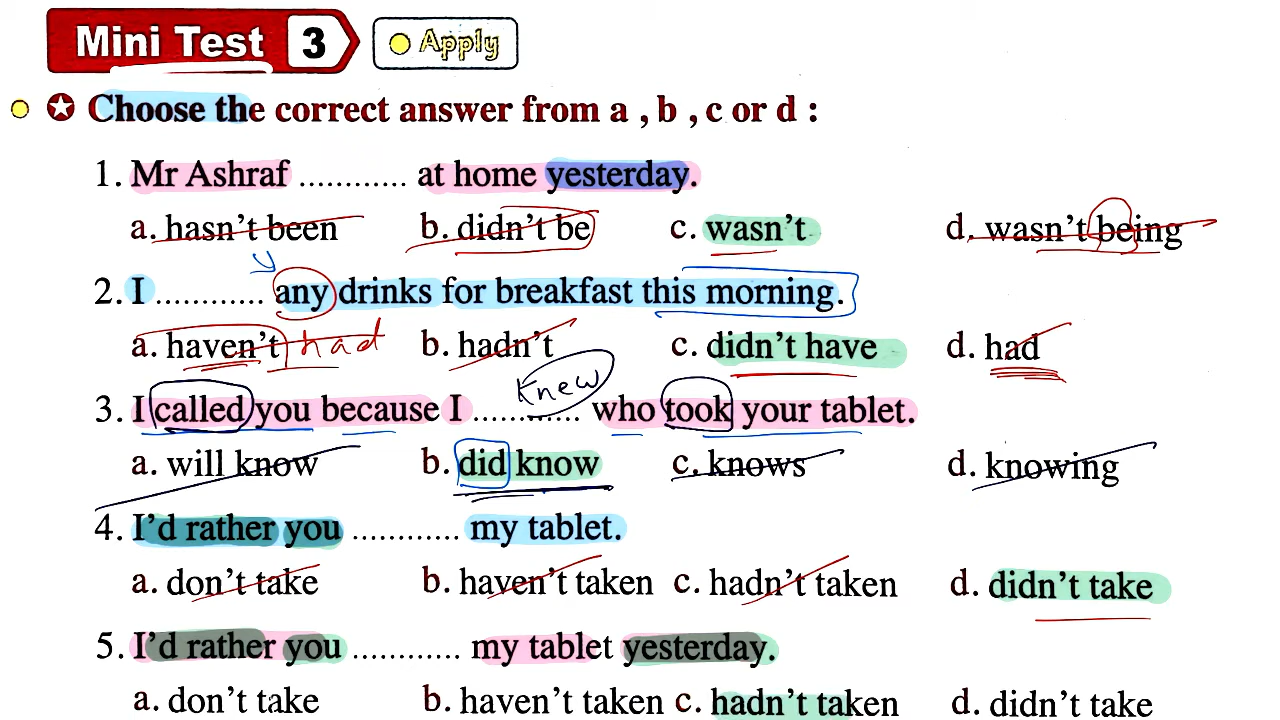 Mini Test 3 Apply
Choose the correct answer from a , b , c or d :
1. Mr Ashraf ............ at home yesterday.
a. hasn't been b. didn't be c. wasn't d. wasn't being
2. I ............ any drinks for breakfast this morning.
a. haven't had b. hadn't c. didn't have d. had
Knew
3. I called you because I ............ who took your tablet.
a. will know b. did know c. knows d. knowing
4. I'd rather you ............ my tablet.
a. don't take b. haven't taken c. hadn't taken d. didn't take
5. I'd rather you ............ my tablet yesterday.
a. don't take b. haven't taken c. hadn't taken d. didn't take